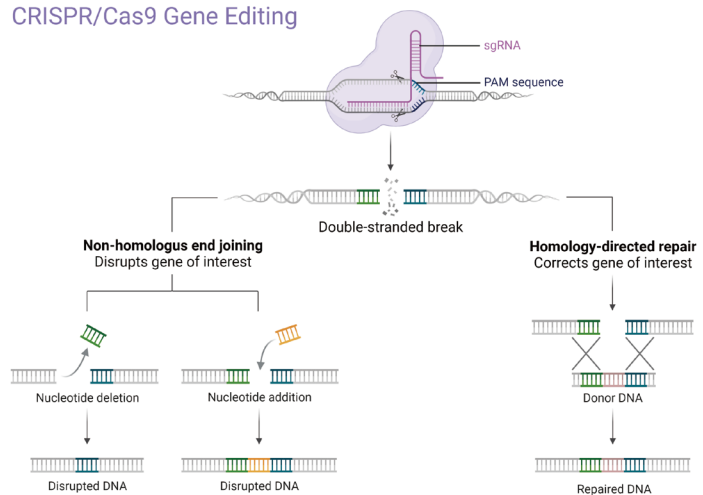 CRISPR/Cas9 Gene Editing
sgRNA
PAM sequence
Double-stranded break
Non-homologus end joining
Disrupts gene of interest
Homology-directed repair
Corrects gene of interest
Nucleotide deletion
Nucleotide addition
Donor DNA
Disrupted DNA
Disrupted DNA
Repaired DNA